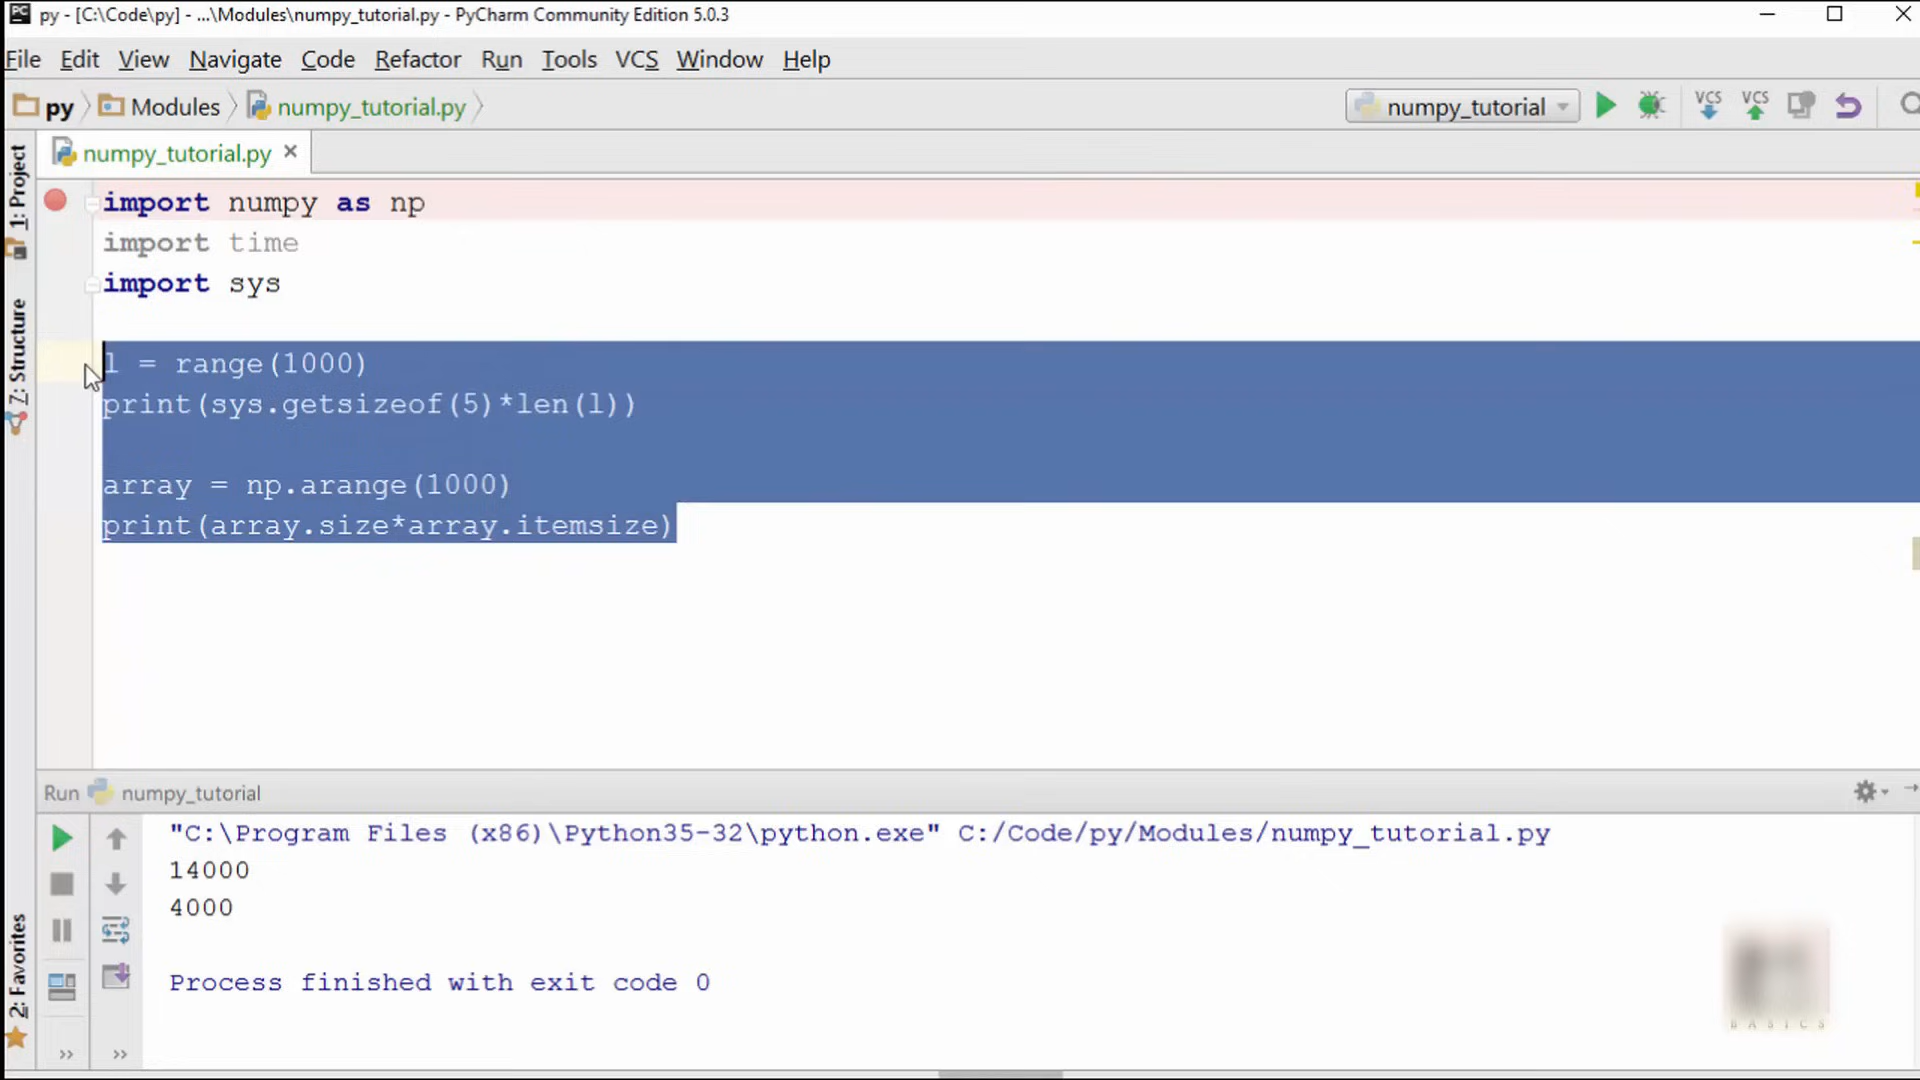 py - [C:\Code\py] - ...\Modules\numpy_tutorial.py - PyCharm Community Edition 5.0.3
File Edit View Navigate Code Refactor Run Tools VCS Window Help
py Modules numpy_tutorial.py numpy_tutorial VCS VCS
numpy_tutorial.py
1: Project
7: Structure
2: Favorites
import numpy as np
import time
import sys
l = range(1000)
print(sys.getsizeof(5)*len(l))
array = np.arange(1000)
print(array.size*array.itemsize)
Run numpy_tutorial
"C:\Program Files (x86)\Python35-32\python.exe" C:/Code/py/Modules/numpy_tutorial.py
14000
4000
Process finished with exit code 0
BASICS